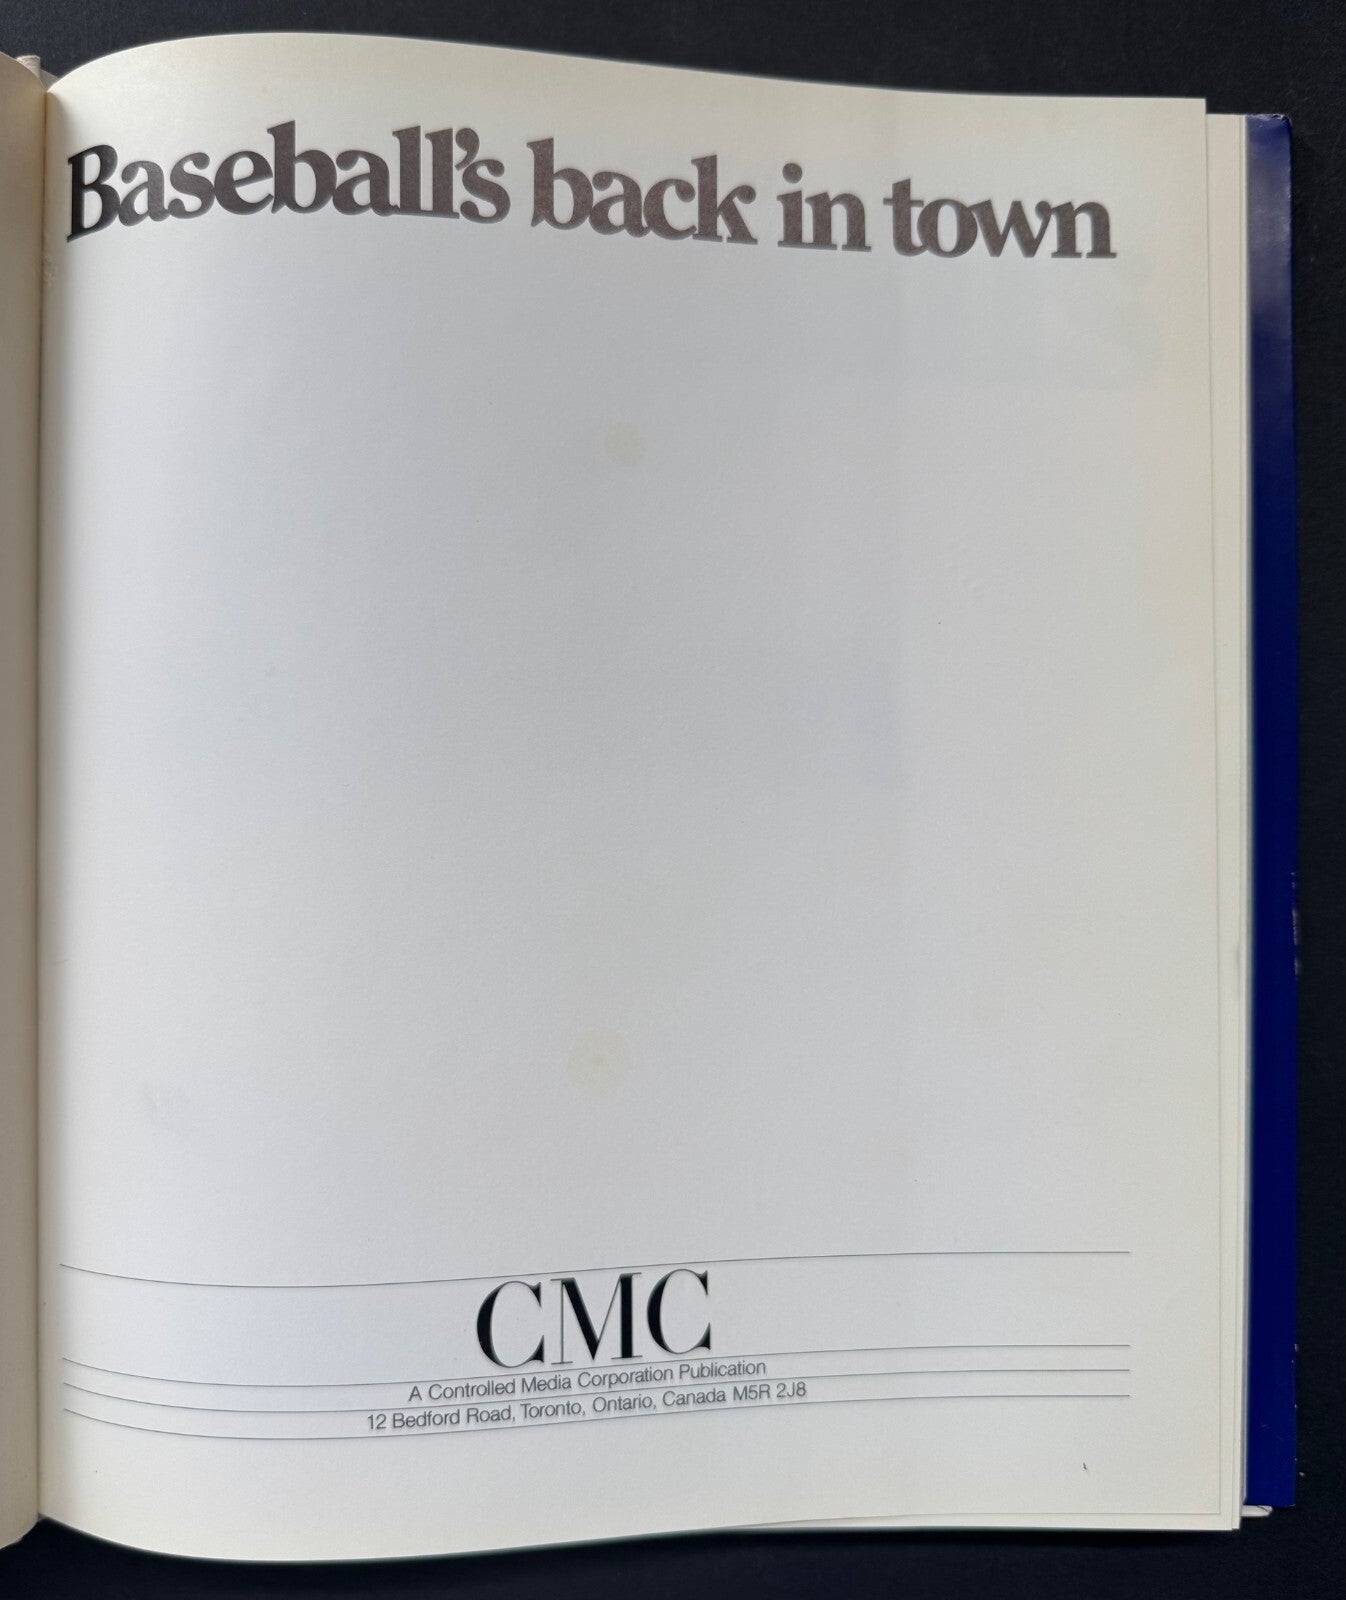 Baseball's back in town
CMC
A Controlled Media Corporation Publication
12 Bedford Road, Toronto, Ontario, Canada M5R 2J8